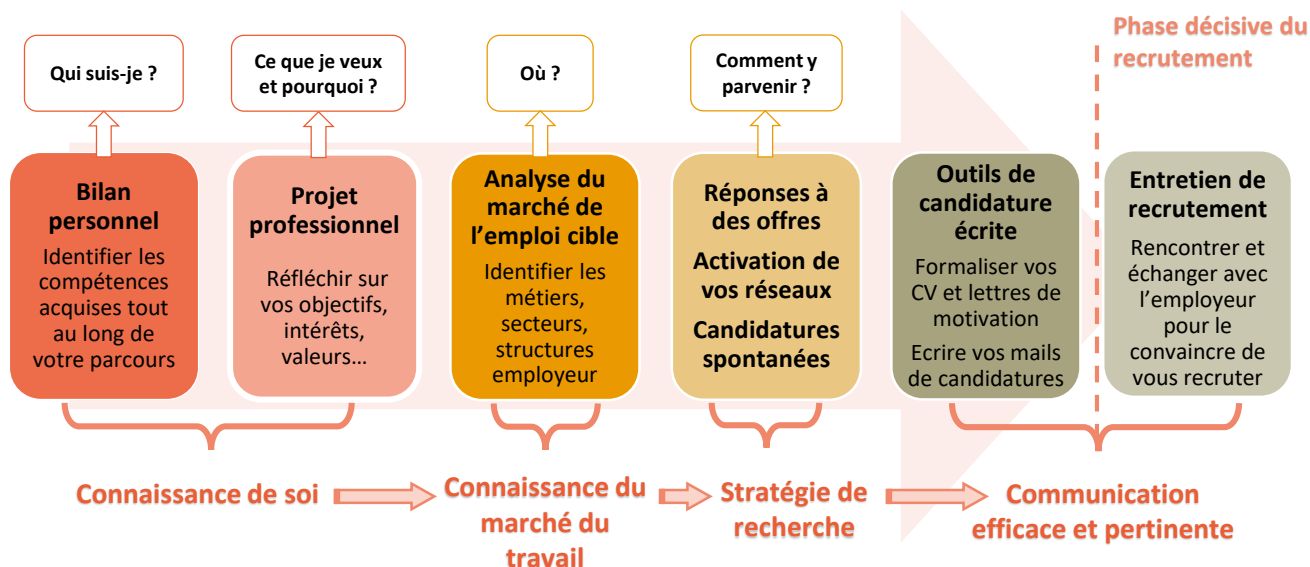 Phase décisive du
recrutement
Qui suis-je ?
Ce que je veux
et pourquoi ?
Où ?
Comment y
parvenir ?
Bilan
personnel
Identifier les
compétences
acquises tout
au long de
votre parcours
Projet
professionnel
Réfléchir sur
vos objectifs,
intérêts,
valeurs…
Analyse du
marché de
l’emploi cible
Identifier les
métiers,
secteurs,
structures
employeur
Réponses à
des offres
Activation de
vos réseaux
Candidatures
spontanées
Outils de
candidature
écrite
Formaliser vos
CV et lettres de
motivation
Ecrire vos mails
de candidatures
Entretien de
recrutement
Rencontrer et
échanger avec
l’employeur
pour le
convaincre de
vous recruter
Connaissance de soi
Connaissance du
marché du
travail
Stratégie de
recherche
Communication
efficace et pertinente